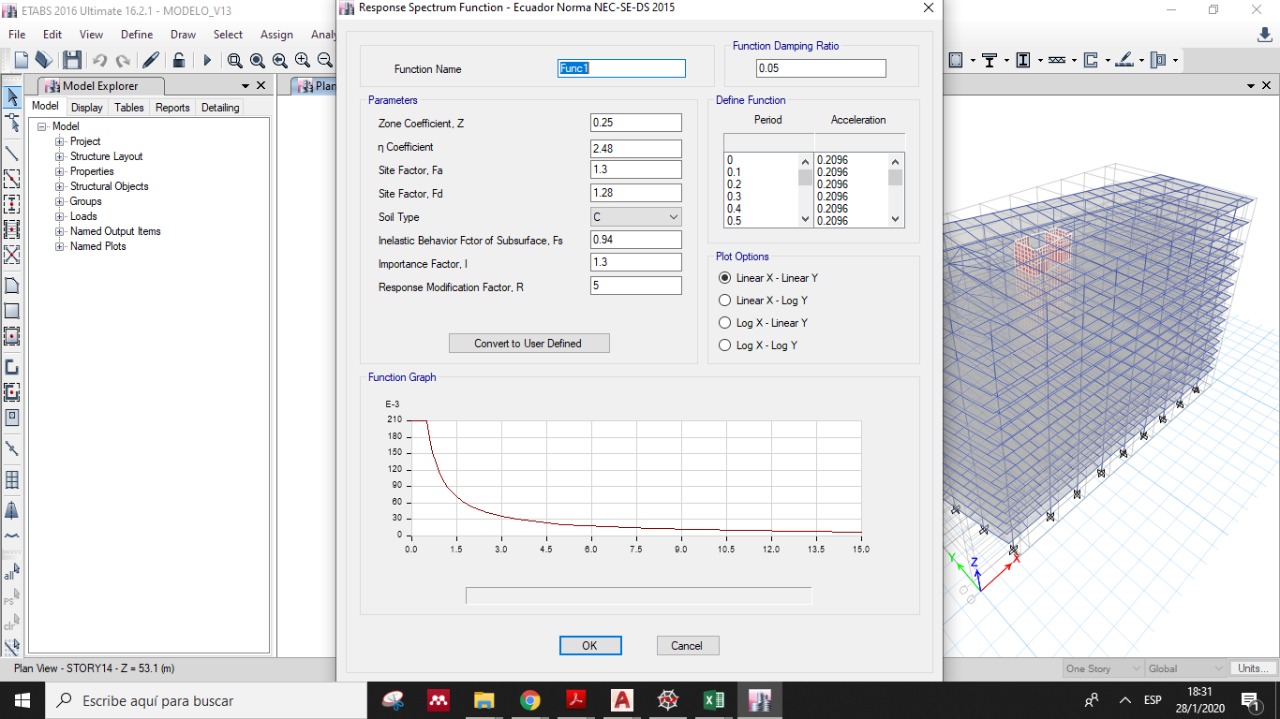 ETABS 2016 Ultimate 16.2.1 - MODELO_V13
Response Spectrum Function - Ecuador Norma NEC-SE-DS 2015
File Edit View Define Draw Select Assign
Model Explorer
Model Display Tables Reports Detailing
Model
Project
Structure Layout
Properties
Structural Objects
Groups
Loads
Named Output Items
Named Plots
all
ps
clr
Function Name Func1
Function Damping Ratio
0.05
Parameters
Zone Coefficient, Z 0.25
η Coefficient 2.48
Site Factor, Fa 1.3
Site Factor, Fd 1.28
Soil Type C
Inelastic Behavior Fctor of Subsurface, Fs 0.94
Importance Factor, I 1.3
Response Modification Factor, R 5
Convert to User Defined
Define Function
Period Acceleration
0 0.2096
0.1 0.2096
0.2 0.2096
0.3 0.2096
0.4 0.2096
0.5 0.2096
Plot Options
Linear X - Linear Y
Linear X - Log Y
Log X - Linear Y
Log X - Log Y
Function Graph
E-3
210
180
150
120
90
60
30
0
0.0 1.5 3.0 4.5 6.0 7.5 9.0 10.5 12.0 13.5 15.0
OK Cancel
Y Z X
Plan View - STORY14 - Z = 53.1 (m)
One Story Global Units...
Escribe aquí para buscar
ESP
18:31
28/1/2020
1